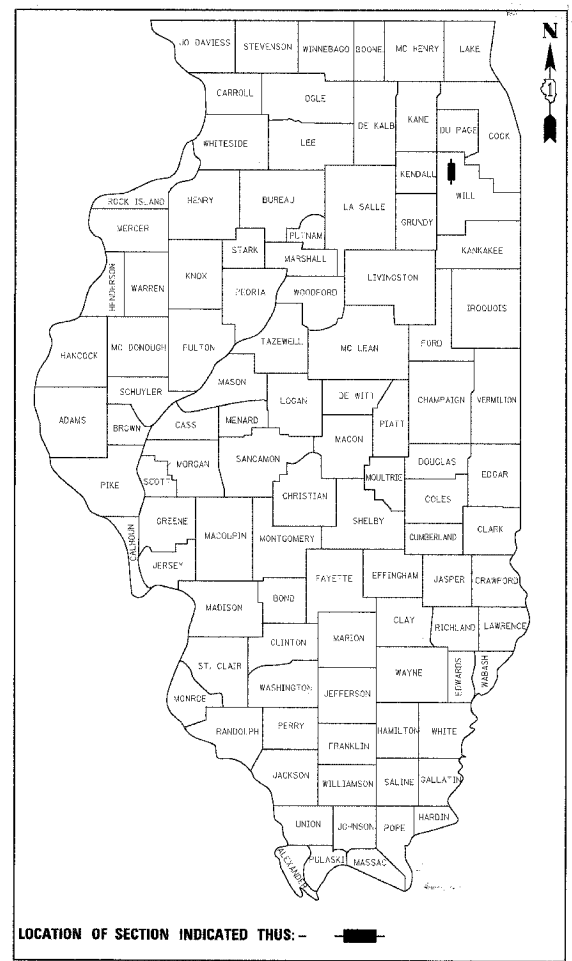 N
JO DAVIESS STEVENSON WINNEBAGO BOONE MC HENRY LAKE
CARROLL OGLE DE KALB KANE DU PAGE COOK
WHITESIDE LEE KENDALL WILL
ROCK ISLAND HENRY BUREAU LA SALLE GRUNDY
MERCER PUTNAM KANKAKEE
HENDERSON WARREN KNOX STARK MARSHALL LIVINGSTON
PEORIA WOODFORD IROQUOIS
HANCOCK MC DONOUGH FULTON TAZEWELL MC LEAN FORD
SCHUYLER MASON LOGAN DE WITT CHAMPAIGN VERMILION
ADAMS BROWN CASS MENARD MACON PIATT
PIKE SCOTT MORGAN SANGAMON CHRISTIAN MOULTRIE DOUGLAS EDGAR
CALHOUN GREENE MACOUPIN MONTGOMERY SHELBY COLES
JERSEY CUMBERLAND CLARK
MADISON BOND FAYETTE EFFINGHAM JASPER CRAWFORD
ST. CLAIR CLINTON MARION CLAY RICHLAND LAWRENCE
MONROE WASHINGTON JEFFERSON WAYNE EDWARDS WABASH
RANDOLPH PERRY FRANKLIN HAMILTON WHITE
JACKSON WILLIAMSON SALINE GALLATIN
UNION JOHNSON POPE HARDIN
ALEXANDER PULASKI MASSAC
LOCATION OF SECTION INDICATED THUS: -